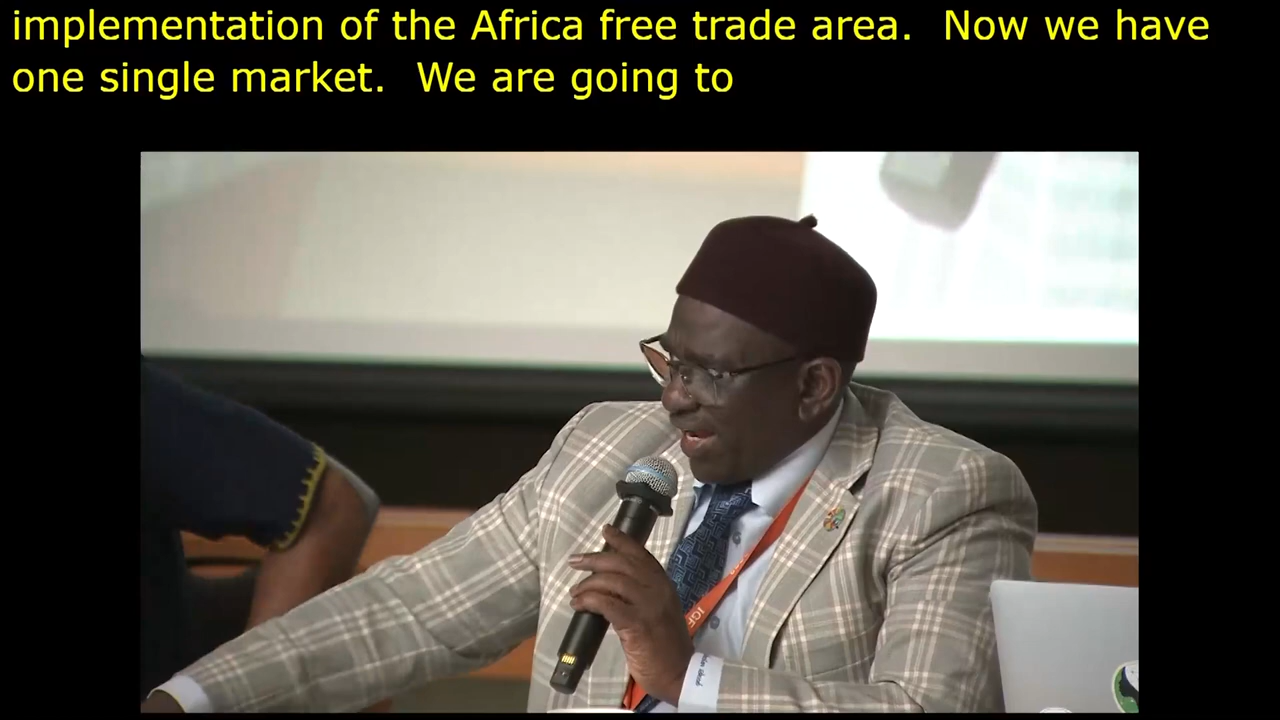 implementation of the Africa free trade area.  Now we have
one single market.  We are going to